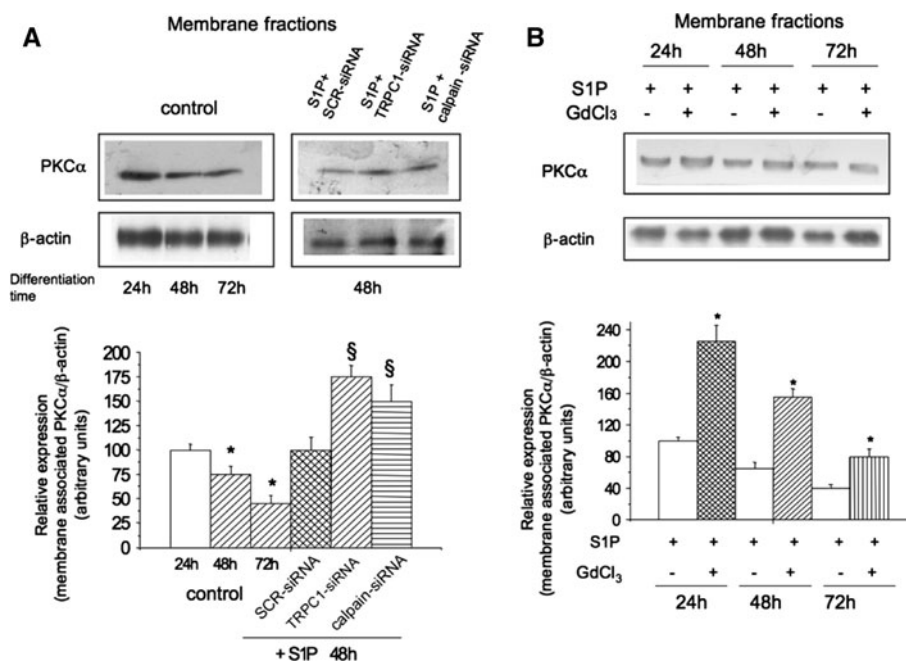 A
Membrane fractions
control
S1P+
SCR-siRNA
S1P+
TRPC1-siRNA
S1P +
calpain -siRNA
PKCα
β-actin
Differentiation
time
24h 48h 72h
48h
Relative expression
(membrane associated PKCα/β-actin)
(arbitrary units)
200
175
150
125
100
75
50
25
0
* * § §
24h 48h 72h
control
SCR-siRNA
TRPC1-siRNA
calpain-siRNA
+ S1P 48h
B
Membrane fractions
24h 48h 72h
S1P + + + + + +
GdCl3 - + - + - +
PKCα
β-actin
Relative expression
(membrane associated PKCα/β-actin)
(arbitrary units)
240
200
160
120
80
40
0
* * *
S1P + + + + + +
GdCl3 - + - + - +
24h 48h 72h